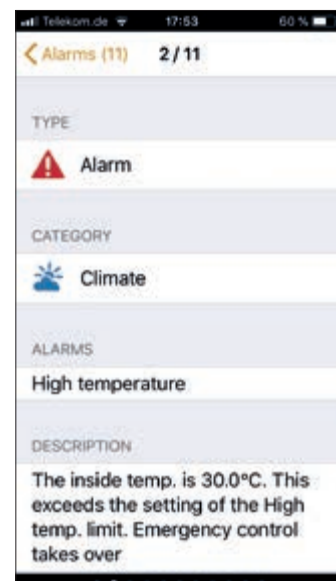 Telekom.de 17:53 60 %
Alarms (11) 2/11
TYPE
Alarm
CATEGORY
Climate
ALARMS
High temperature
DESCRIPTION
The inside temp. is 30.0°C. This
exceeds the setting of the High
temp. limit. Emergency control
takes over